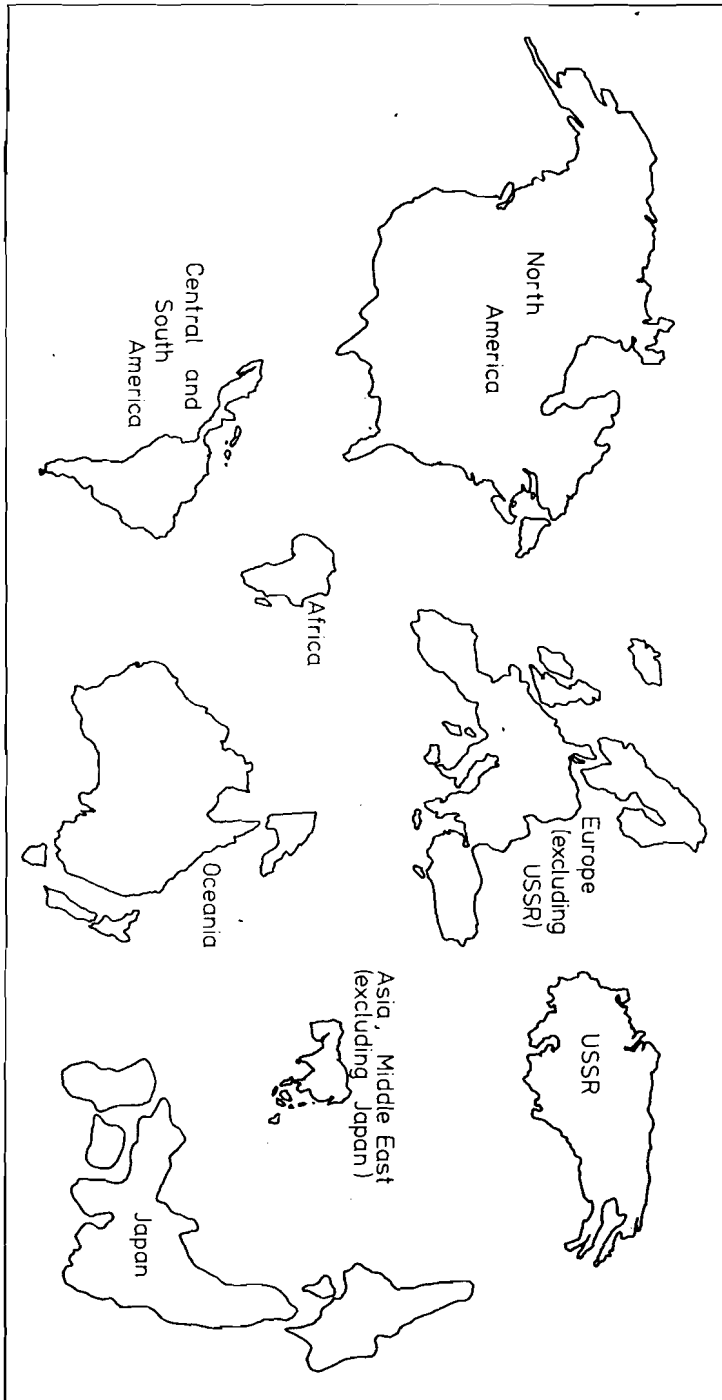 North
America
Central and
South
America
Africa
Europe
(excluding
USSR)
USSR
Oceania
Asia, Middle East
(excluding Japan)
Japan